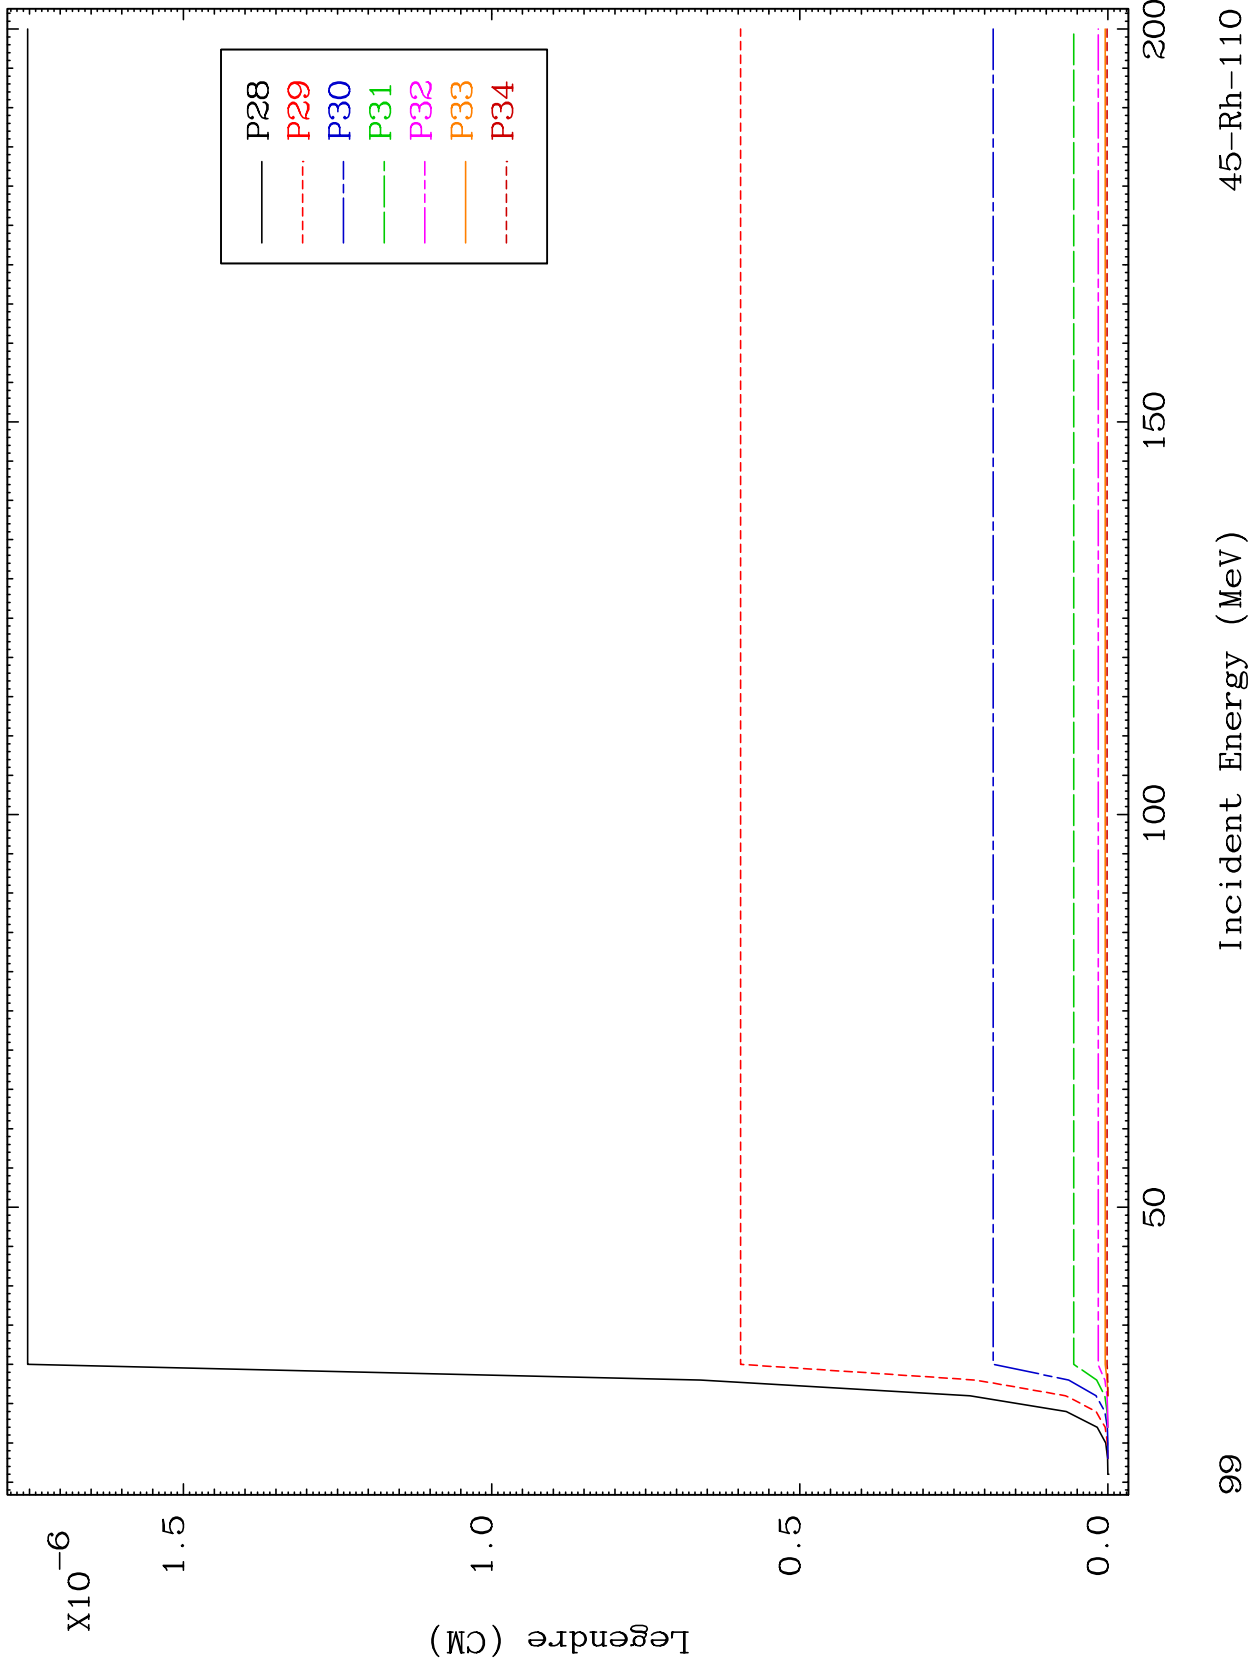 X10-6
1.5
1.0
0.5
0.0
Legendre (CM)
P28
P29
P30
P31
P32
P33
P34
50
100
150
200
Incident Energy (MeV)
99
45-Rh-110